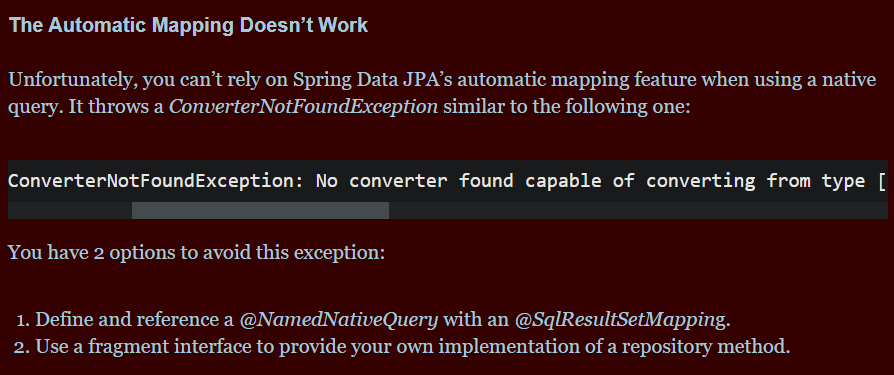 The Automatic Mapping Doesn’t Work
Unfortunately, you can’t rely on Spring Data JPA’s automatic mapping feature when using a native
query. It throws a ConverterNotFoundException similar to the following one:
ConverterNotFoundException: No converter found capable of converting from type [
You have 2 options to avoid this exception:
1. Define and reference a @NamedNativeQuery with an @SqlResultSetMapping.
2. Use a fragment interface to provide your own implementation of a repository method.